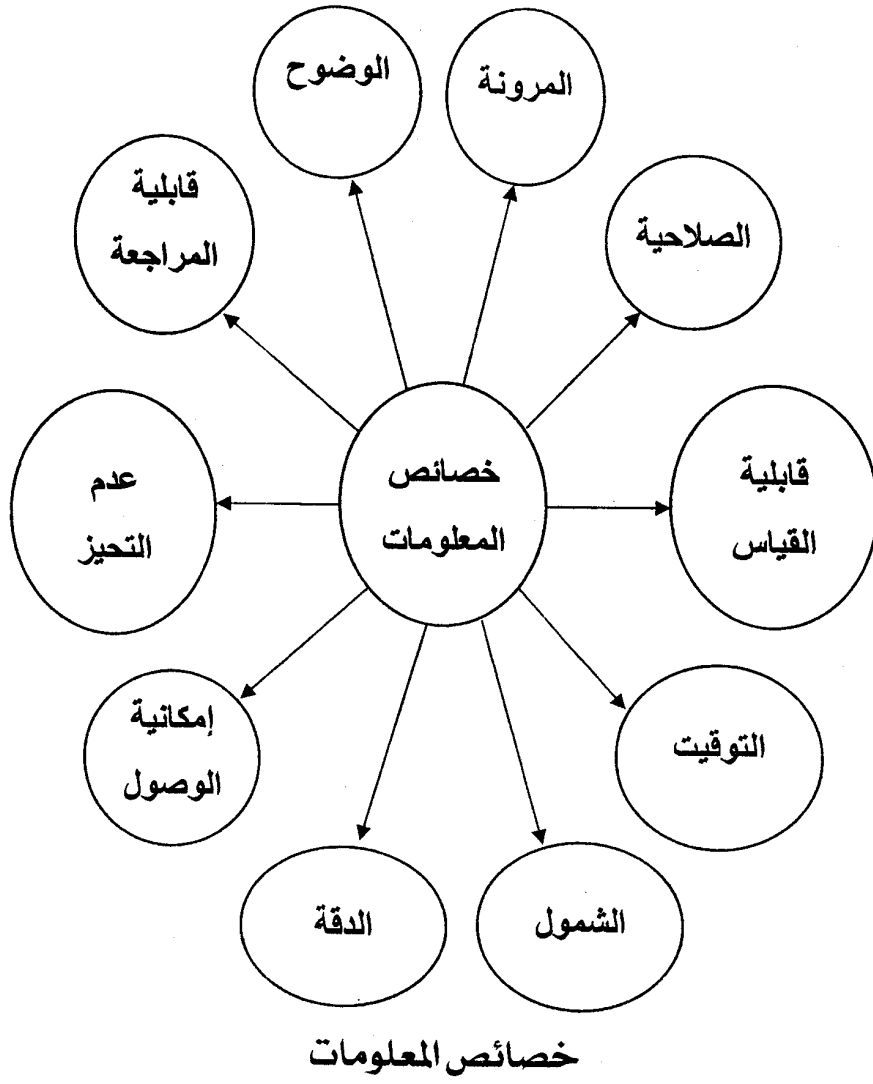 المرونة
الوضوح
الصلاحية
قابلية
المراجعة
قابلية
القياس
خصائص
المعلومات
عدم
التحيز
التوقيت
إمكانية
الوصول
الشمول
الدقة
خصائص المعلومات